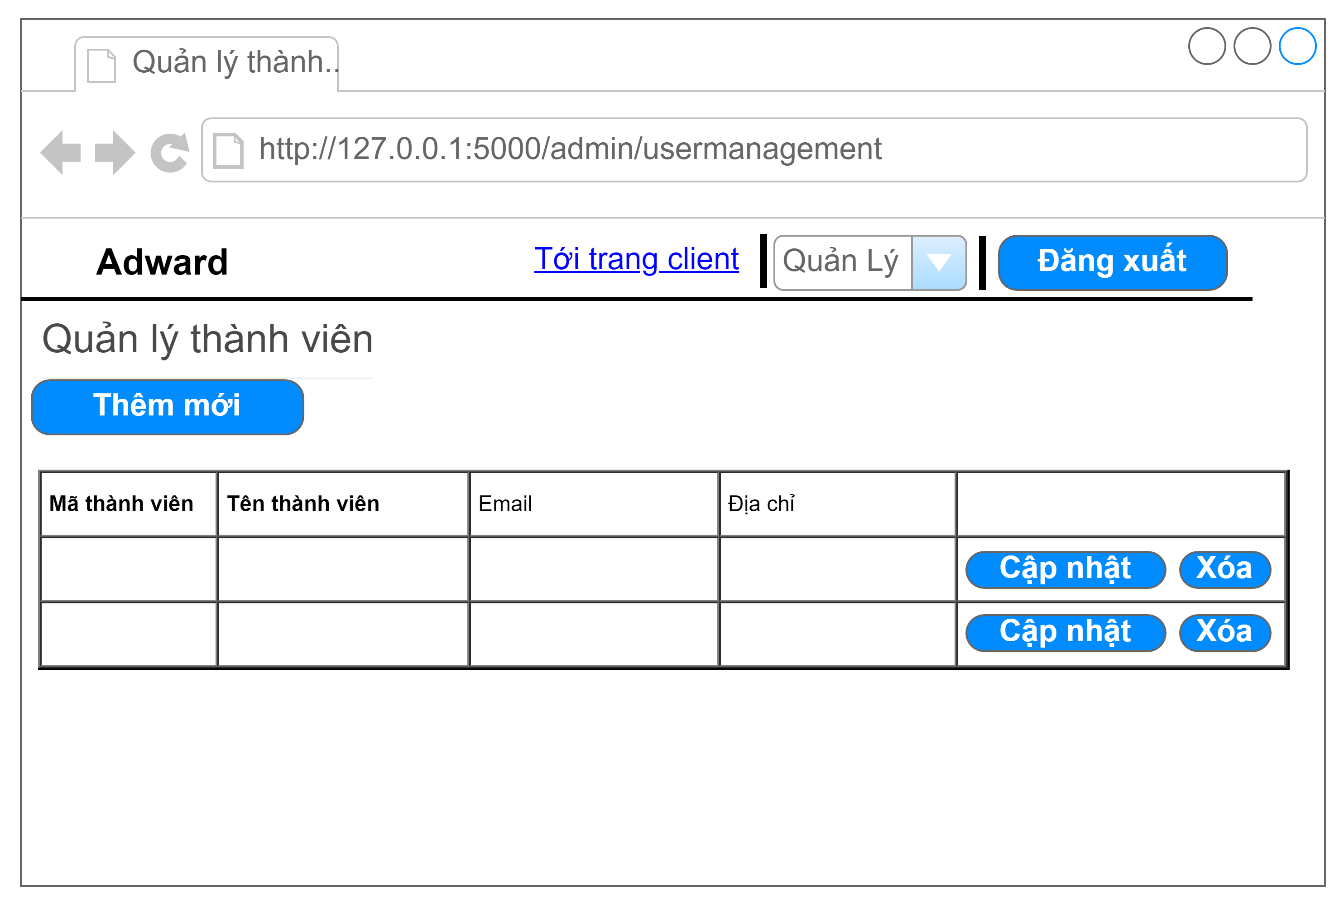 Quản lý thành..
http://127.0.0.1:5000/admin/usermanagement
Adward
Tới trang client
Quản Lý
Đăng xuất
Quản lý thành viên
Thêm mới
Mã thành viên
Tên thành viên
Email
Địa chỉ
Cập nhật
Xóa
Cập nhật
Xóa